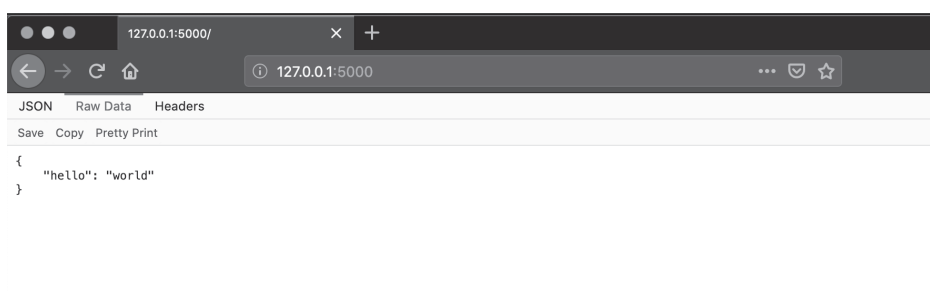 127.0.0.1:5000/
127.0.0.1:5000
JSON Raw Data Headers
Save Copy Pretty Print
{
    "hello": "world"
}